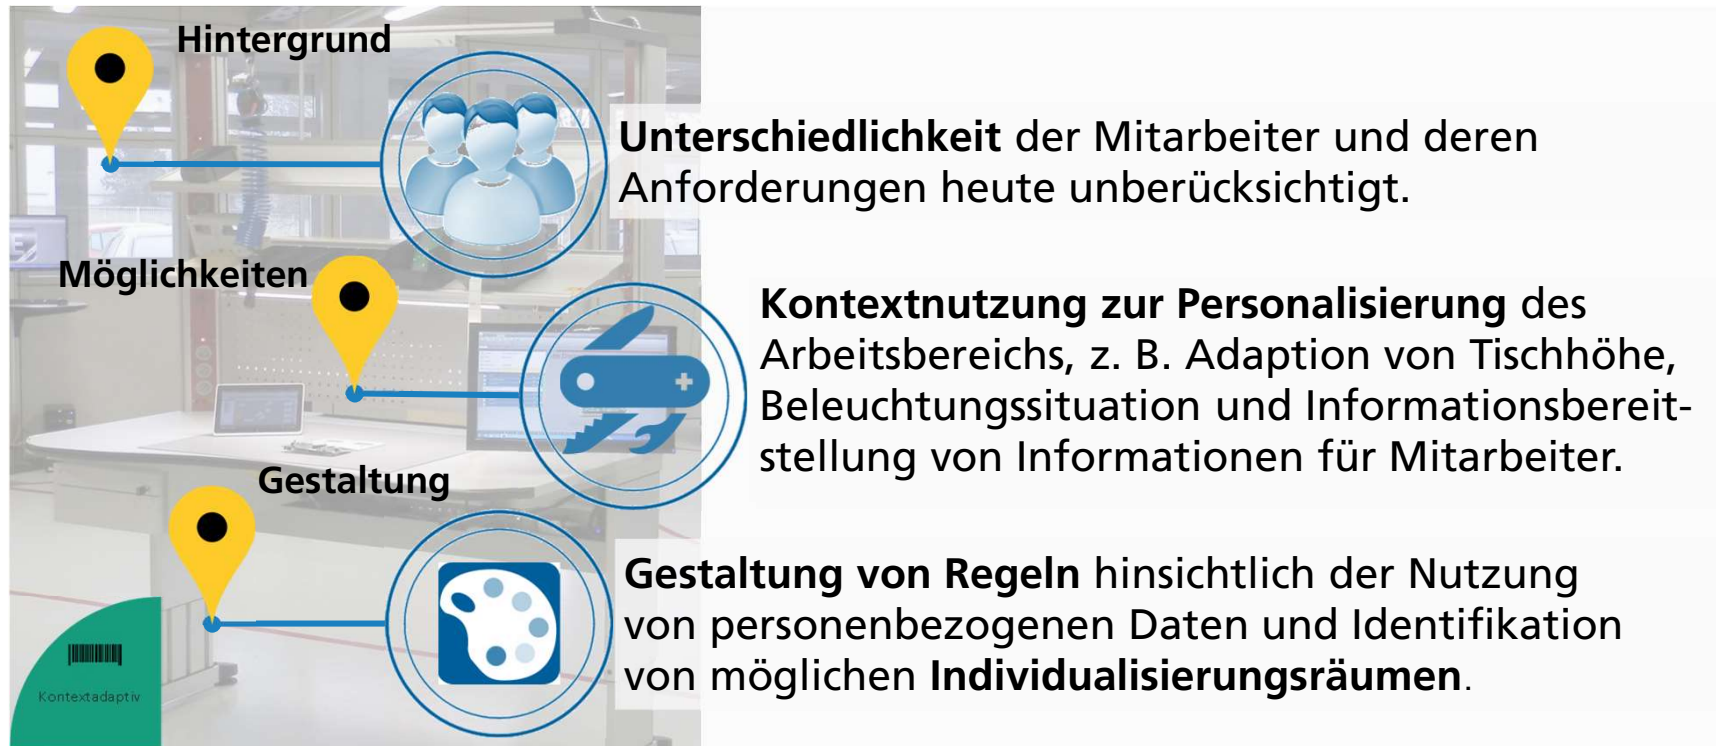 Hintergrund
Unterschiedlichkeit der Mitarbeiter und deren
Anforderungen heute unberücksichtigt.
Möglichkeiten
Kontextnutzung zur Personalisierung des
Arbeitsbereichs, z. B. Adaption von Tischhöhe,
Beleuchtungssituation und Informationsbereit-
stellung von Informationen für Mitarbeiter.
Gestaltung
Gestaltung von Regeln hinsichtlich der Nutzung
von personenbezogenen Daten und Identifikation
von möglichen Individualisierungsräumen.
Kontextadaptiv